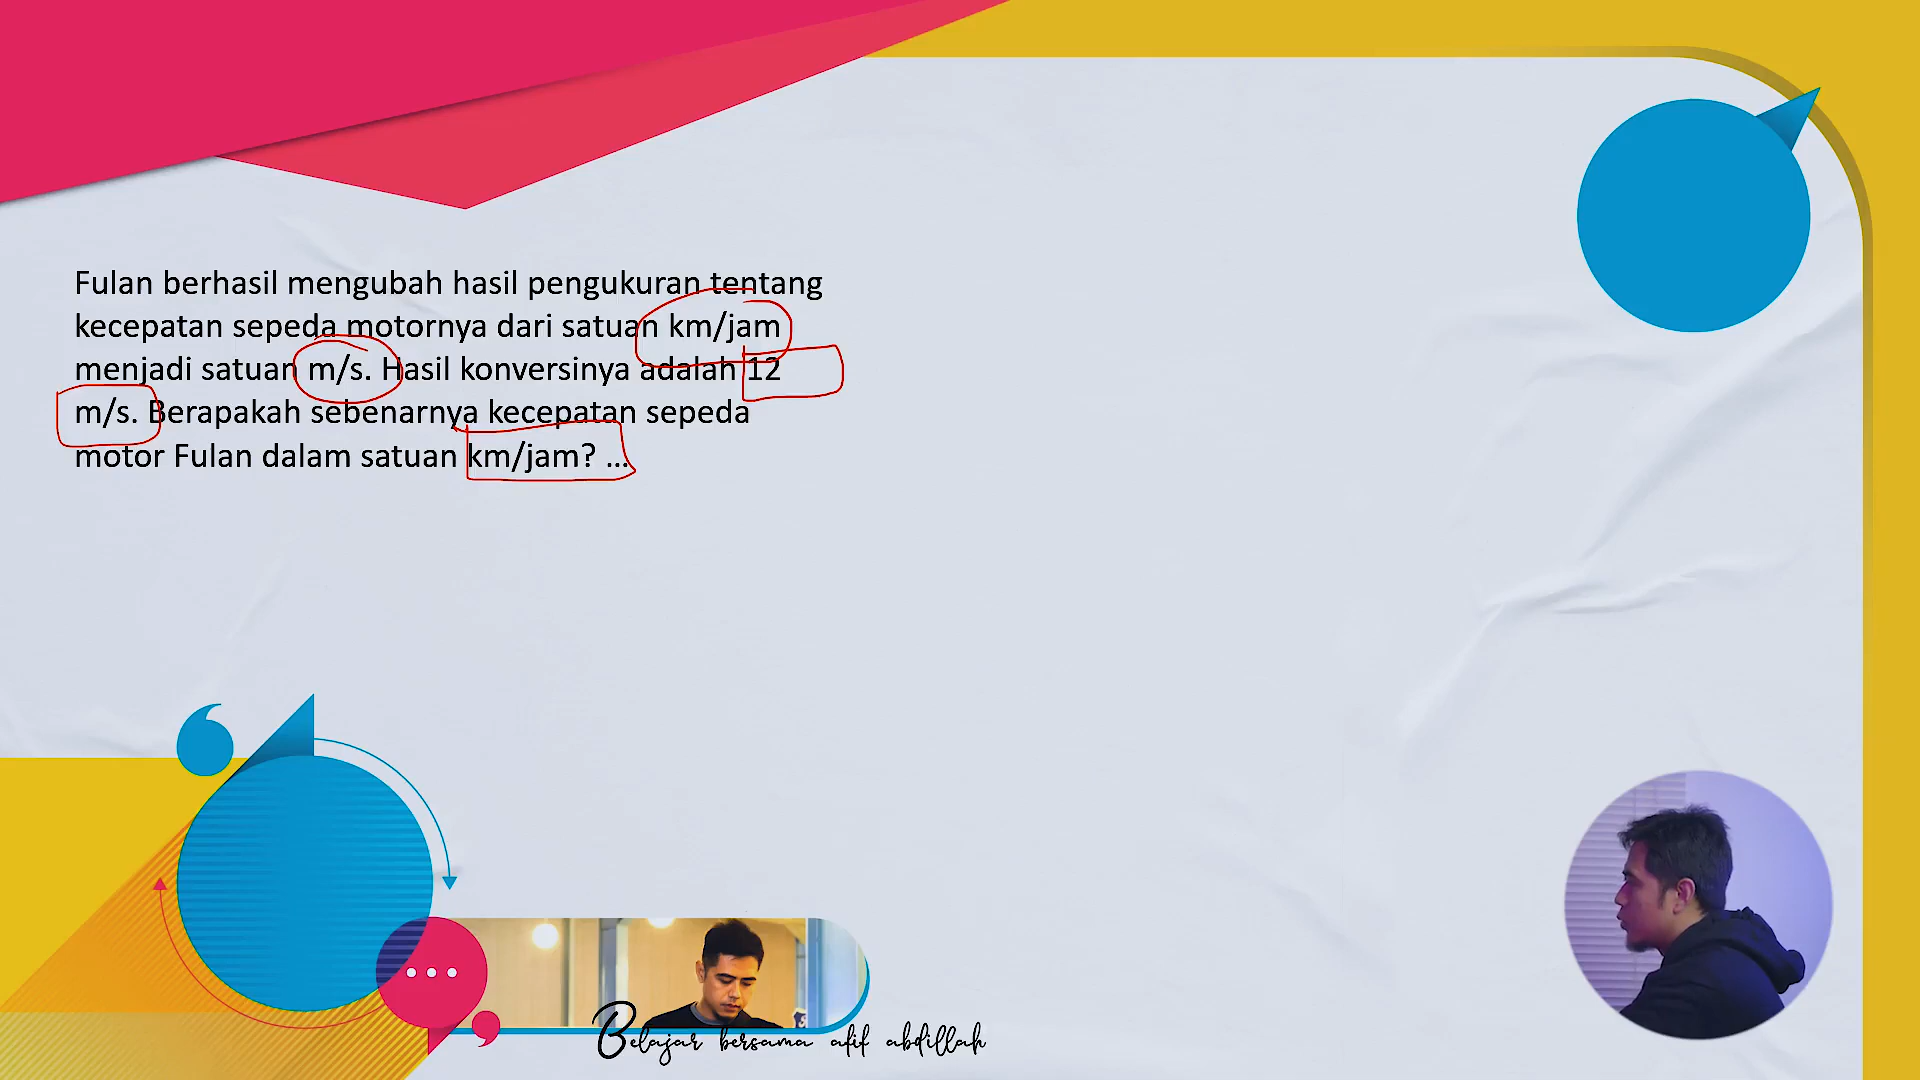 Fulan berhasil mengubah hasil pengukuran tentang
kecepatan sepeda motornya dari satuan km/jam
menjadi satuan m/s. Hasil konversinya adalah 12
m/s. Berapakah sebenarnya kecepatan sepeda
motor Fulan dalam satuan km/jam? ...
Belajar bersama afif abdillah